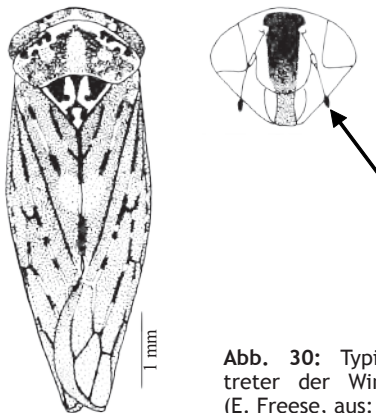 1 mm
Abb. 30: Typi
treter der Wir
(E. Freese, aus: